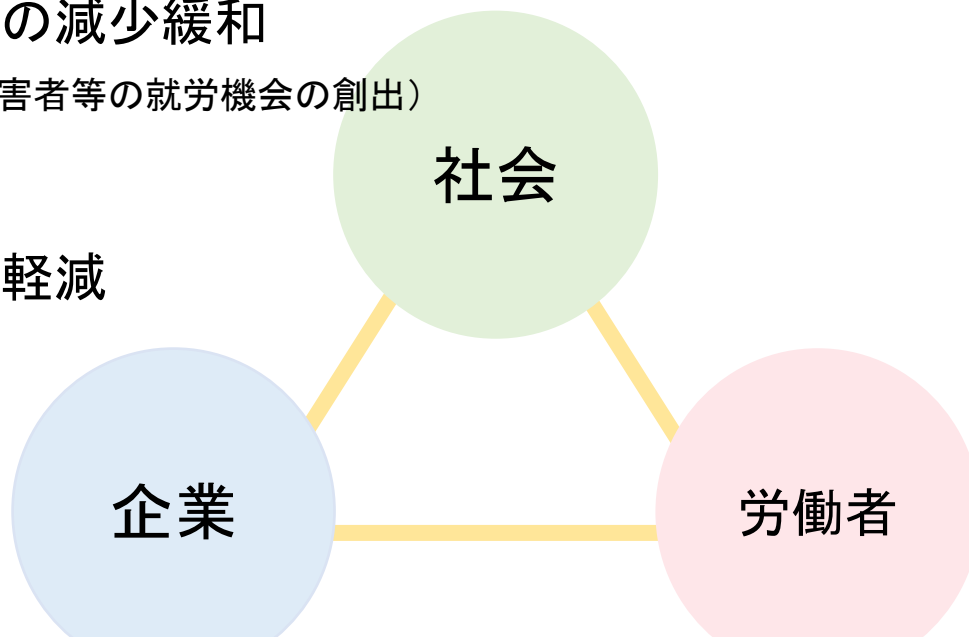 の減少緩和
害者等の就労機会の創出）
社会
軽減
企業
労働者